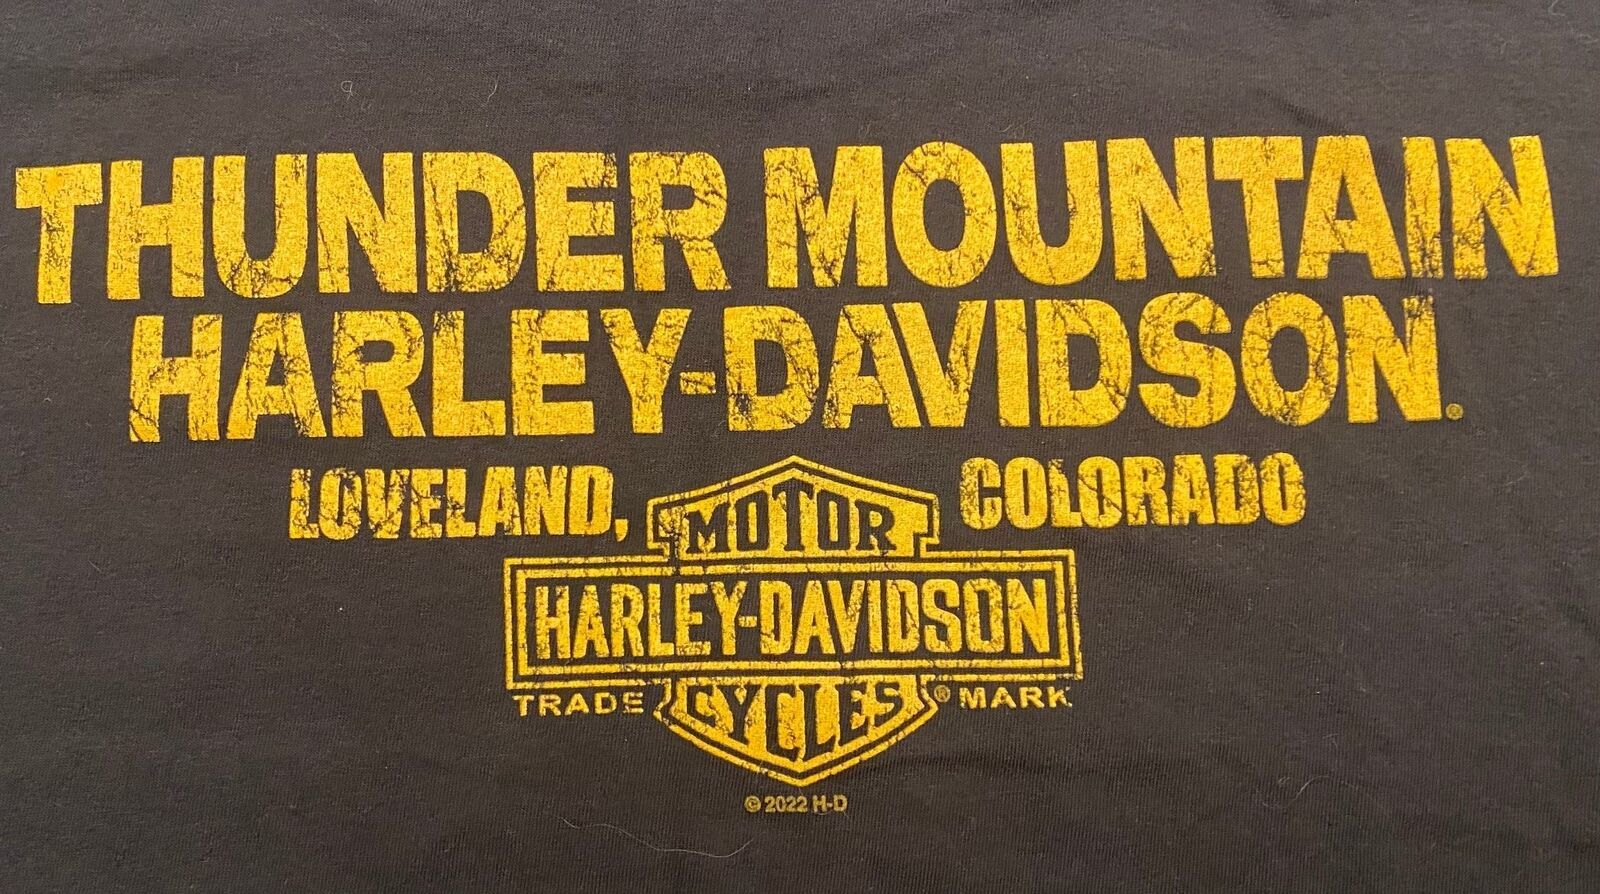 THUNDER MOUNTAIN
HARLEY-DAVIDSON®
LOVELAND, COLORADO
MOTOR
HARLEY-DAVIDSON
TRADE CYCLES® MARK
© 2022 H-D